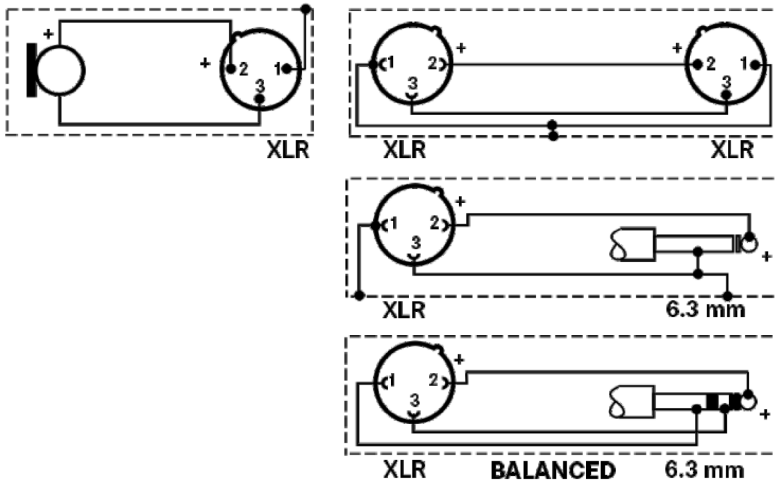 +
+ 2 1
3
XLR
1 2 + + 2 1
3 3
XLR XLR
1 2 +
3
+
XLR 6.3 mm
1 2 +
3
+
XLR BALANCED 6.3 mm